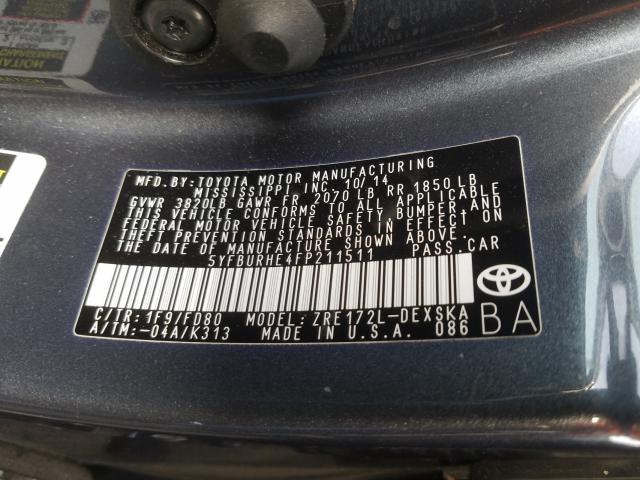 MFD.BY:TOYOTA MOTOR MANUFACTURING
MISSISSIPPI INC. 10/14
GVWR 3820LB GAWR FR 2070 LB RR 1850 LB
THIS VEHICLE CONFORMS TO ALL APPLICABLE
FEDERAL MOTOR VEHICLE SAFETY, BUMPER, AND
THEFT PREVENTION STANDARDS IN EFFECT ON
THE DATE OF MANUFACTURE SHOWN ABOVE.
5YFBURHE4FP211511 PASS.CAR
C/TR: 1F9/FD80 MODEL: ZRE172L-DEXSKA
A/TM:-04A/K313 MADE IN U.S.A. 086
BA